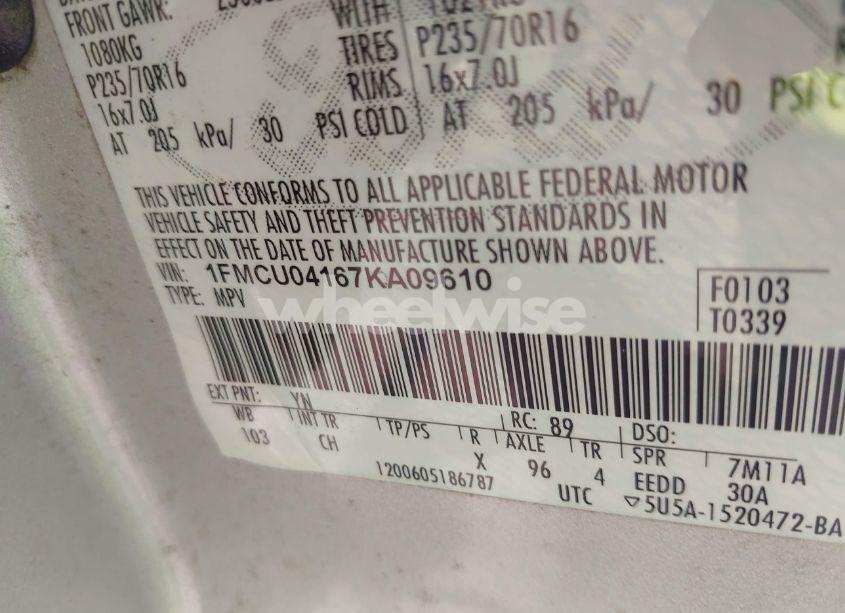 FRONT GAWR:
1080KG
P235/70R16
16x7.0J
AT 205 kPa/ 30 PSI COLD
WITH
TIRES P235/70R16
RIMS 16x7.0J
AT 205 kPa/ 30 PSI
THIS VEHICLE CONFORMS TO ALL APPLICABLE FEDERAL MOTOR
VEHICLE SAFETY AND THEFT PREVENTION STANDARDS IN
EFFECT ON THE DATE OF MANUFACTURE SHOWN ABOVE.
VIN: 1FMCU04167KA09610
TYPE: MPV
F0103
T0339
wheelwise
EXT PNT: YN RC: 89 DSO:
WB INT TR TP/PS R AXLE TR SPR
103 CH X 96 4 EEDD 7M11A
30A
1200605186787 UTC ▽5U5A-1520472-BA